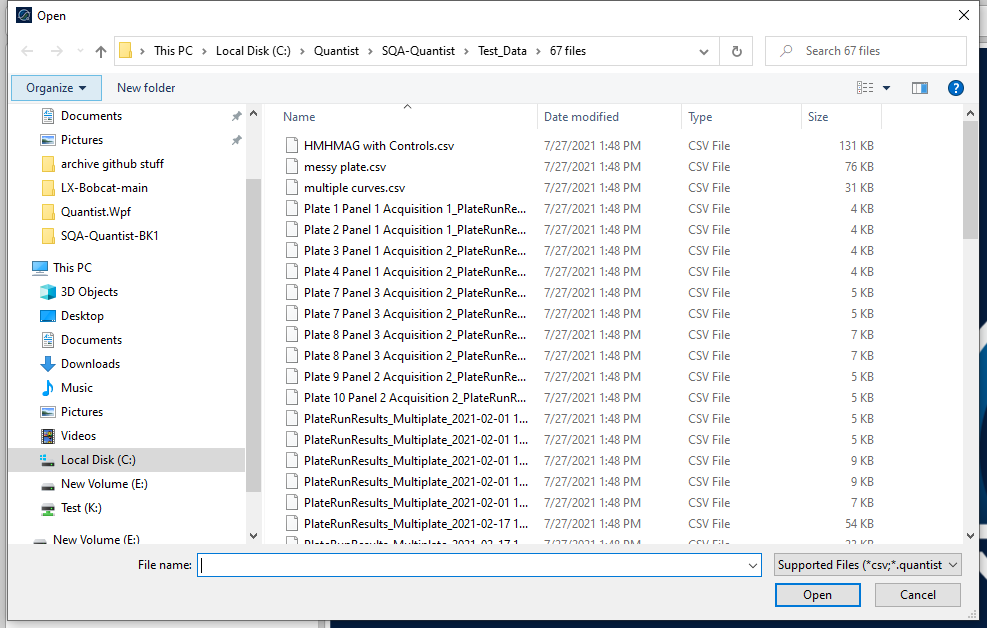 Open
This PC > Local Disk (C:) > Quantist > SQA-Quantist > Test_Data > 67 files
Search 67 files
Organize
New folder
Documents
Pictures
archive github stuff
LX-Bobcat-main
Quantist.Wpf
SQA-Quantist-BK1
This PC
3D Objects
Desktop
Documents
Downloads
Music
Pictures
Videos
Local Disk (C:)
New Volume (E:)
Test (K:)
New Volume (E:)
Name Date modified Type Size
HMHMAG with Controls.csv 7/27/2021 1:48 PM CSV File 131 KB
messy plate.csv 7/27/2021 1:48 PM CSV File 76 KB
multiple curves.csv 7/27/2021 1:48 PM CSV File 31 KB
Plate 1 Panel 1 Acquisition 1_PlateRunRe... 7/27/2021 1:48 PM CSV File 4 KB
Plate 2 Panel 1 Acquisition 1_PlateRunRe... 7/27/2021 1:48 PM CSV File 4 KB
Plate 3 Panel 1 Acquisition 2_PlateRunRe... 7/27/2021 1:48 PM CSV File 4 KB
Plate 4 Panel 1 Acquisition 2_PlateRunRe... 7/27/2021 1:48 PM CSV File 4 KB
Plate 7 Panel 3 Acquisition 2_PlateRunRe... 7/27/2021 1:48 PM CSV File 5 KB
Plate 7 Panel 3 Acquisition 2_PlateRunRe... 7/27/2021 1:48 PM CSV File 5 KB
Plate 8 Panel 3 Acquisition 2_PlateRunRe... 7/27/2021 1:48 PM CSV File 7 KB
Plate 8 Panel 3 Acquisition 2_PlateRunRe... 7/27/2021 1:48 PM CSV File 7 KB
Plate 9 Panel 2 Acquisition 2_PlateRunRe... 7/27/2021 1:48 PM CSV File 5 KB
Plate 10 Panel 2 Acquisition 2_PlateRunR... 7/27/2021 1:48 PM CSV File 5 KB
PlateRunResults_Multiplate_2021-02-01 1... 7/27/2021 1:48 PM CSV File 5 KB
PlateRunResults_Multiplate_2021-02-01 1... 7/27/2021 1:48 PM CSV File 5 KB
PlateRunResults_Multiplate_2021-02-01 1... 7/27/2021 1:48 PM CSV File 9 KB
PlateRunResults_Multiplate_2021-02-01 1... 7/27/2021 1:48 PM CSV File 9 KB
PlateRunResults_Multiplate_2021-02-01 1... 7/27/2021 1:48 PM CSV File 7 KB
PlateRunResults_Multiplate_2021-02-17 1... 7/27/2021 1:48 PM CSV File 54 KB
PlateRunResults_Multiplate_2021-02-17 1... 7/27/2021 1:48 PM CSV File
File name:
Supported Files (*csv;*.quantist
Open
Cancel